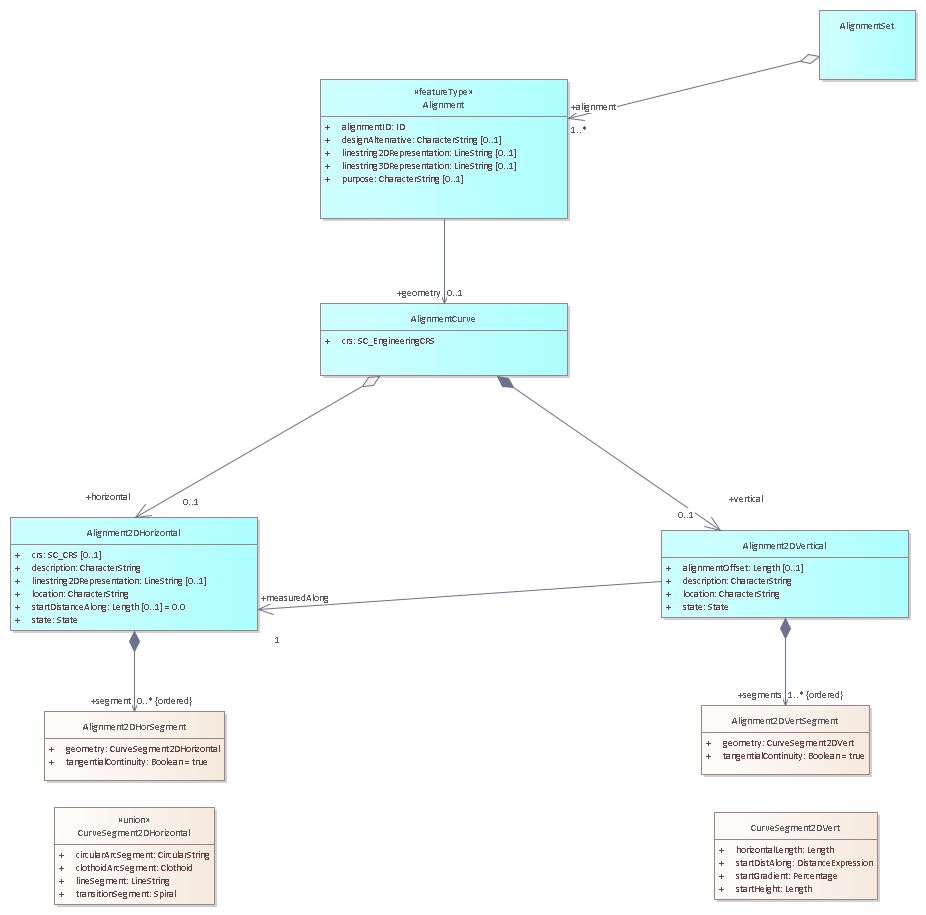 AlignmentSet
+alignment
1..*
«featureType»
Alignment
+ alignmentID: ID
+ designAltenrative: CharacterString [0..1]
+ linestring2DRepresentation: LineString [0..1]
+ linestring3DRepresentation: LineString [0..1]
+ purpose: CharacterString [0..1]
+geometry 0..1
AlignmentCurve
+ crs: SC_EngineeringCRS
+horizontal
0..1
+vertical
0..1
Alignment2DHorizontal
+ crs: SC_CRS [0..1]
+ description: CharacterString
+ linestring2DRepresentation: LineString [0..1]
+ location: CharacterString
+ startDistanceAlong: Length [0..1] = 0.0
+ state: State
Alignment2DVertical
+ alignmentOffset: Length [0..1]
+ description: CharacterString
+ location: CharacterString
+ state: State
+measuredAlong
1
+segment 0..* {ordered}
+segments 1..* {ordered}
Alignment2DHorSegment
+ geometry: CurveSegment2DHorizontal
+ tangentialContinuity: Boolean = true
Alignment2DVertSegment
+ geometry: CurveSegment2DVert
+ tangentialContinuity: Boolean = true
«union»
CurveSegment2DHorizontal
+ circularArcSegment: CircularString
+ clothoidArcSegment: Clothoid
+ lineSegment: LineString
+ transitionSegment: Spiral
CurveSegment2DVert
+ horizontalLength: Length
+ startDistAlong: DistanceExpression
+ startGradient: Percentage
+ startHeight: Length